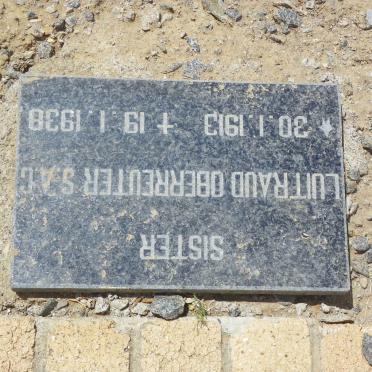 SISTER
LUITRAUD OBERREUTER S.A.C
* 30.1.1913 ✝ 19.1.1938